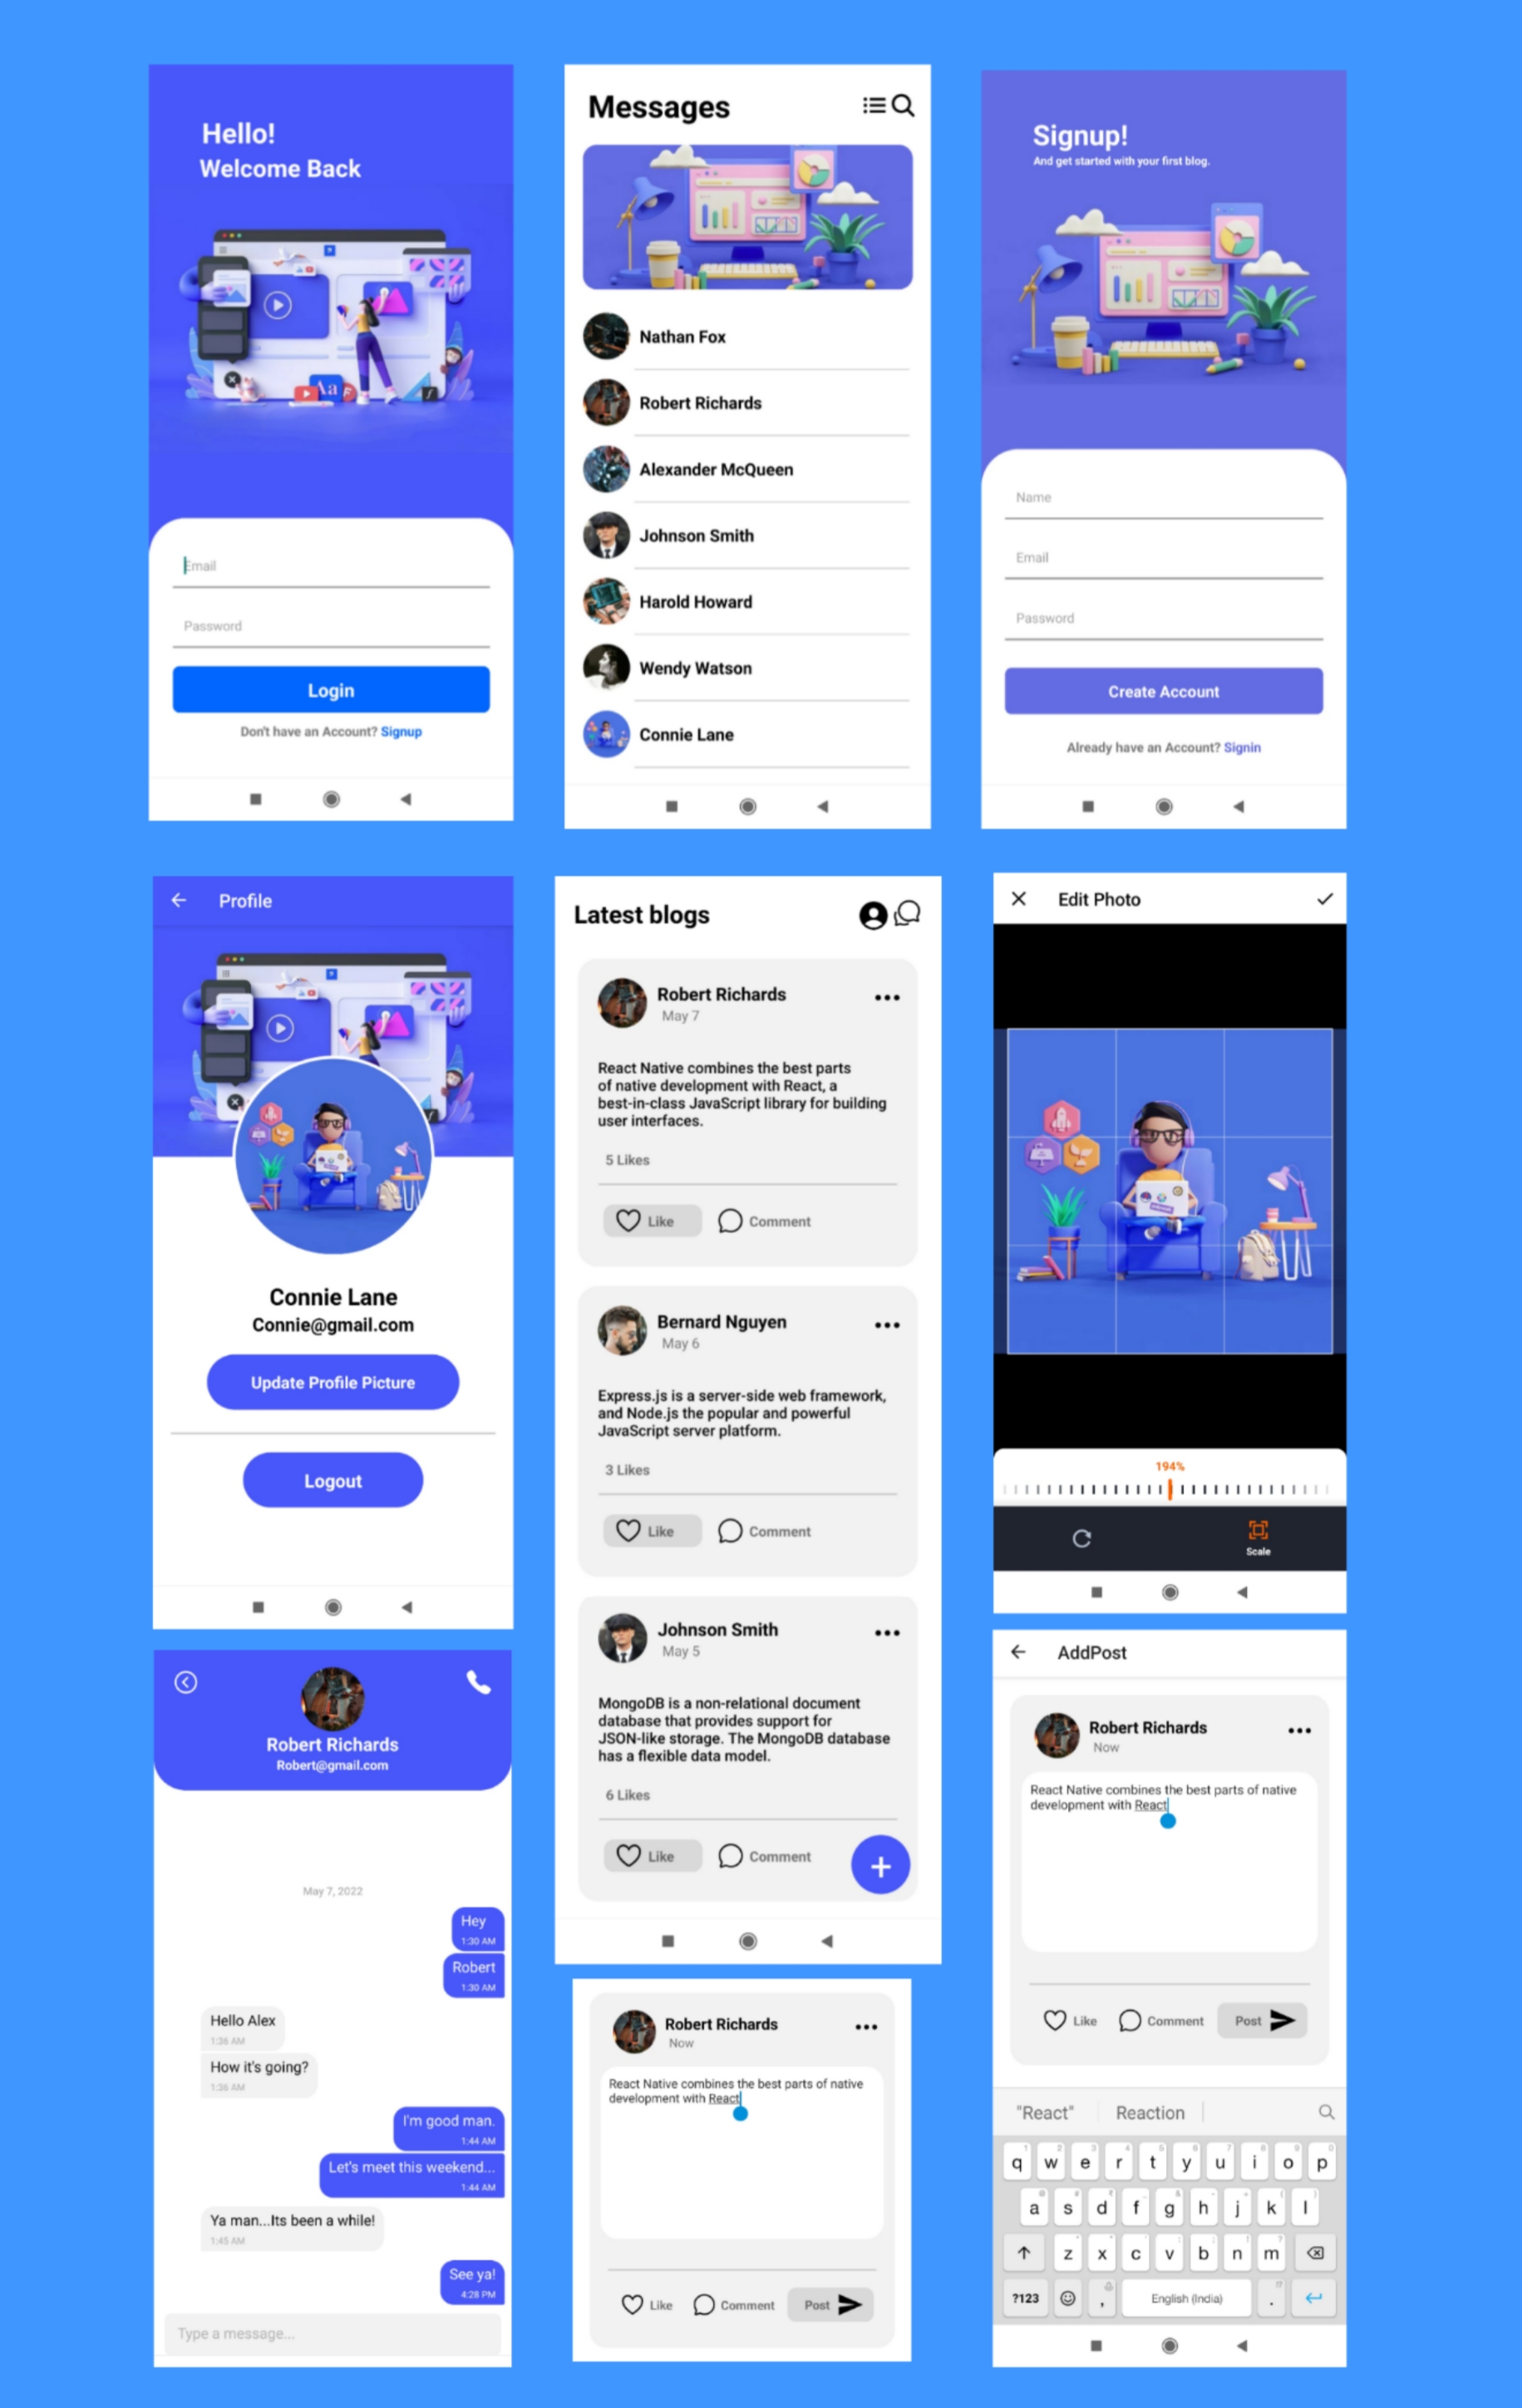 Hello!
Welcome Back
Aa
Email
Password
Login
Don't have an Account? Signup
Messages
Nathan Fox
Robert Richards
Alexander McQueen
Johnson Smith
Harold Howard
Wendy Watson
Connie Lane
Signup!
And get started with your first blog.
Name
Email
Password
Create Account
Already have an Account? Signin
Profile
Connie Lane
Connie@gmail.com
Update Profile Picture
Logout
Latest blogs
Robert Richards
May 7
React Native combines the best parts
of native development with React, a
best-in-class JavaScript library for building
user interfaces.
5 Likes
Like
Comment
Bernard Nguyen
May 6
Express.js is a server-side web framework,
and Node.js the popular and powerful
JavaScript server platform.
3 Likes
Like
Comment
Johnson Smith
May 5
MongoDB is a non-relational document
database that provides support for
JSON-like storage. The MongoDB database
has a flexible data model.
6 Likes
Like
Comment
+
Edit Photo
194%
Scale
Robert Richards
Robert@gmail.com
May 7, 2022
Hey
1:30 AM
Robert
1:30 AM
Hello Alex
1:36 AM
How it's going?
1:36 AM
I'm good man.
1:44 AM
Let's meet this weekend...
1:44 AM
Ya man...Its been a while!
1:45 AM
See ya!
4:28 PM
Type a message...
Robert Richards
Now
React Native combines the best parts of native
development with React
Like
Comment
Post
AddPost
Robert Richards
Now
React Native combines the best parts of native
development with React
Like
Comment
Post
"React"
Reaction
q w e r t y u i o p
a s d f g h j k l
z x c v b n m
?123
,
English (India)
.